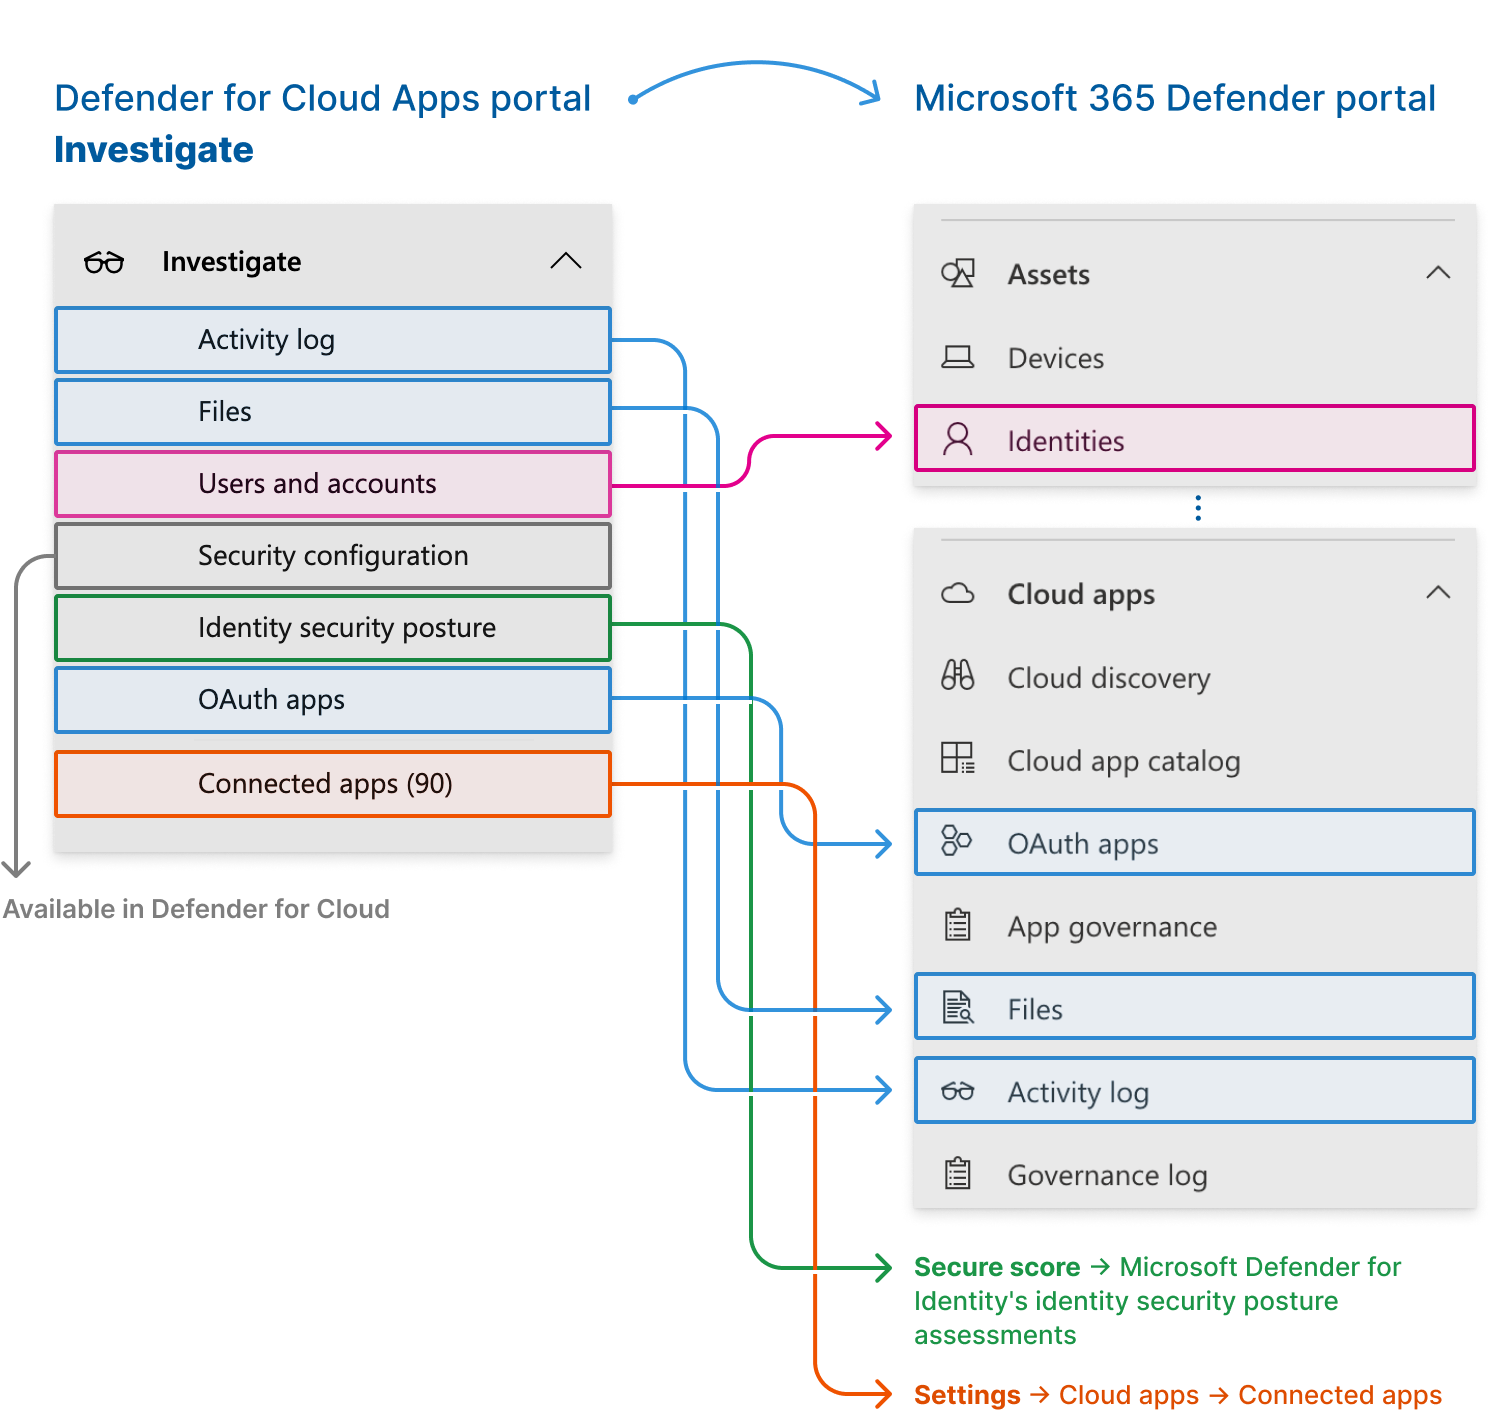 Defender for Cloud Apps portal
Investigate
Investigate
Activity log
Files
Users and accounts
Security configuration
Identity security posture
OAuth apps
Connected apps (90)
Available in Defender for Cloud
Microsoft 365 Defender portal
Assets
Devices
Identities
Cloud apps
Cloud discovery
Cloud app catalog
OAuth apps
App governance
Files
Activity log
Governance log
Secure score → Microsoft Defender for
Identity's identity security posture
assessments
Settings → Cloud apps → Connected apps